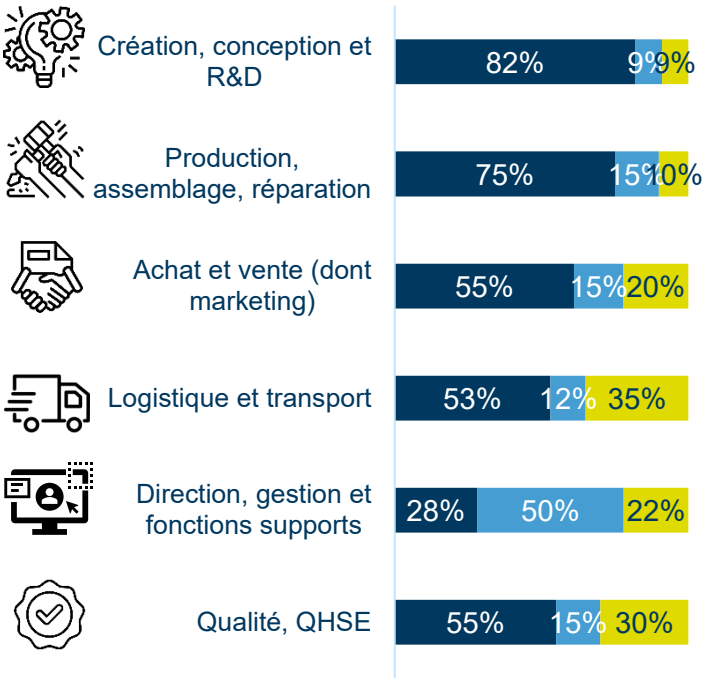 Création, conception et
R&D
82% 9% 9%
Production,
assemblage, réparation
75% 15% 10%
Achat et vente (dont
marketing)
55% 15% 20%
Logistique et transport
53% 12% 35%
Direction, gestion et
fonctions supports
28% 50% 22%
Qualité, QHSE
55% 15% 30%